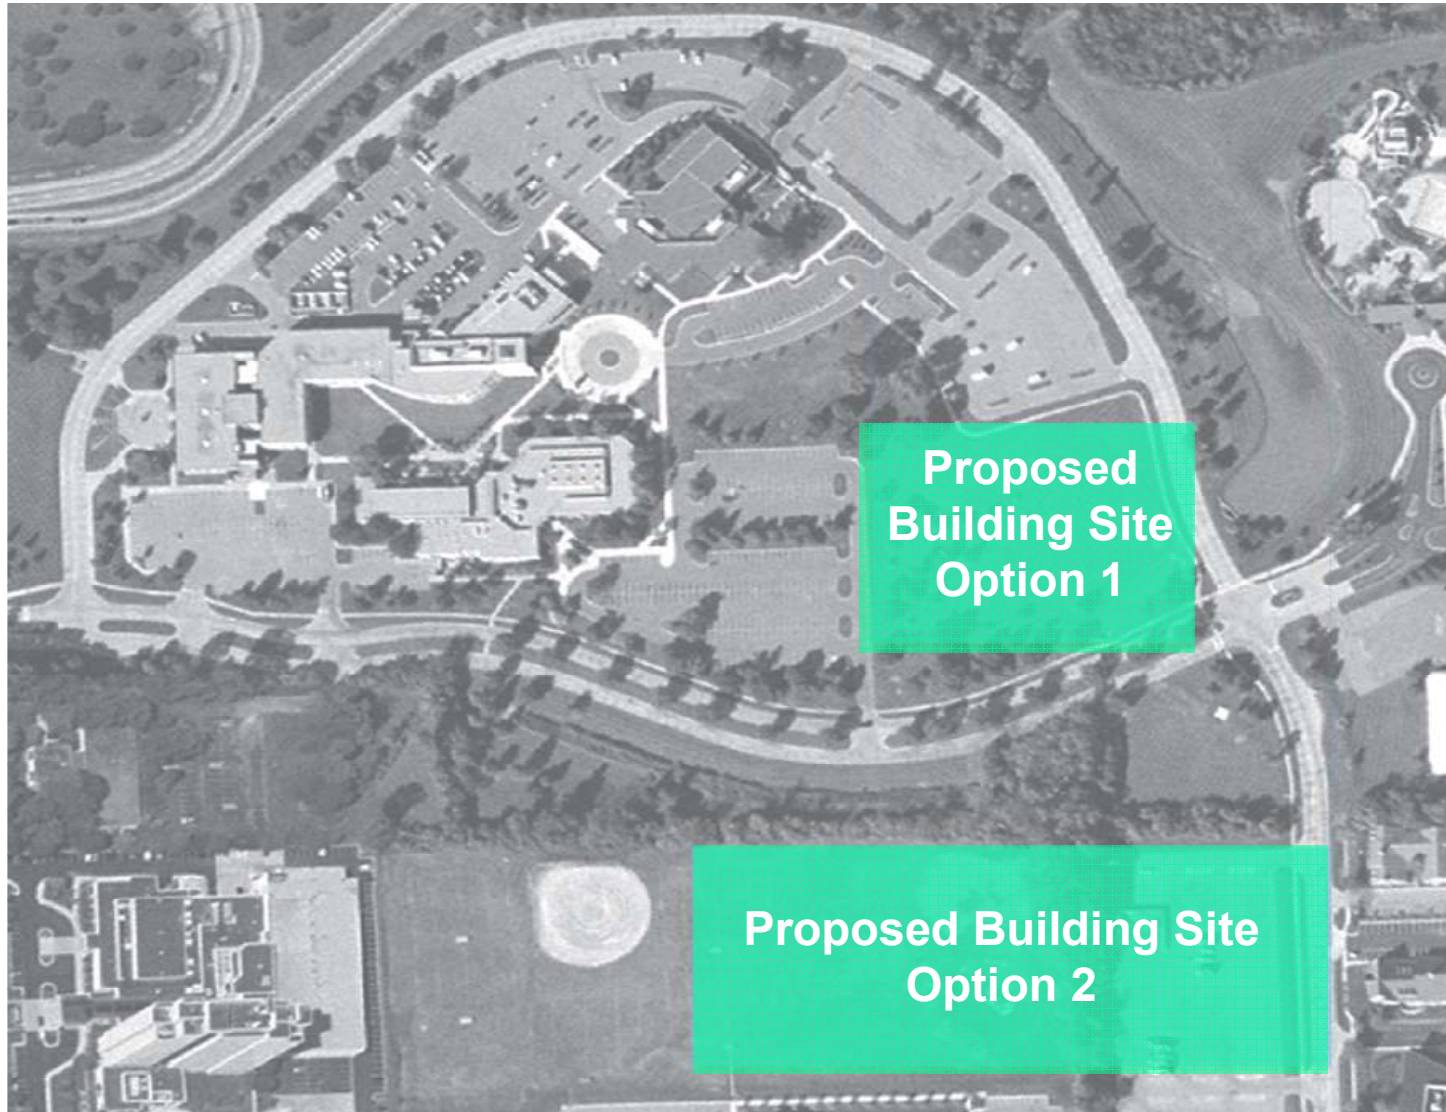 Proposed
Building Site
Option 1
Proposed Building Site
Option 2